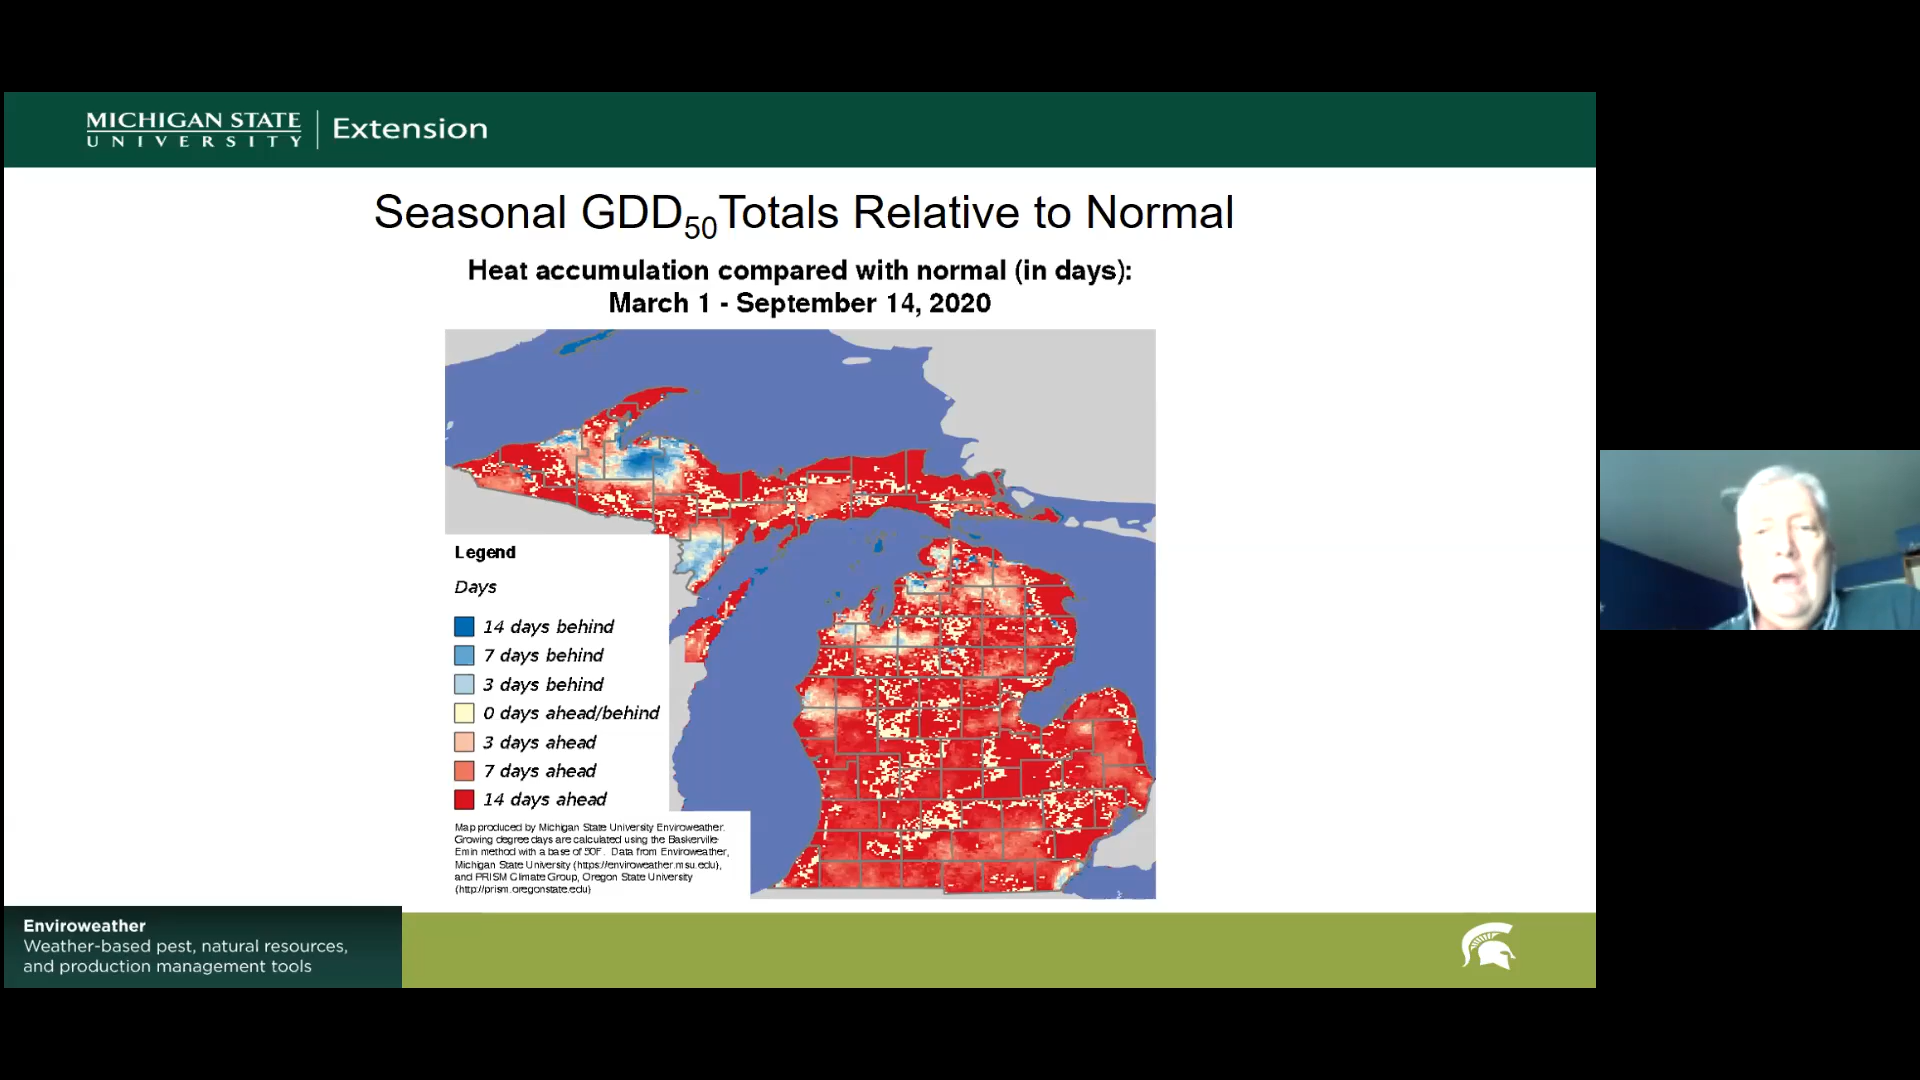 MICHIGAN STATE
UNIVERSITY
Extension
Seasonal GDD50 Totals Relative to Normal
Heat accumulation compared with normal (in days):
March 1 - September 14, 2020
Legend
Days
14 days behind
7 days behind
3 days behind
0 days ahead/behind
3 days ahead
7 days ahead
14 days ahead
Map produced by Michigan State University Enviroweather.
Growing degree days are calculated using the Baskerville-
Emin method with a base of 50F. Data from Enviroweather,
Michigan State University (https://enviroweather.msu.edu),
and PRISM Climate Group, Oregon State University
(http://prism.oregonstate.edu)
Enviroweather
Weather-based pest, natural resources,
and production management tools